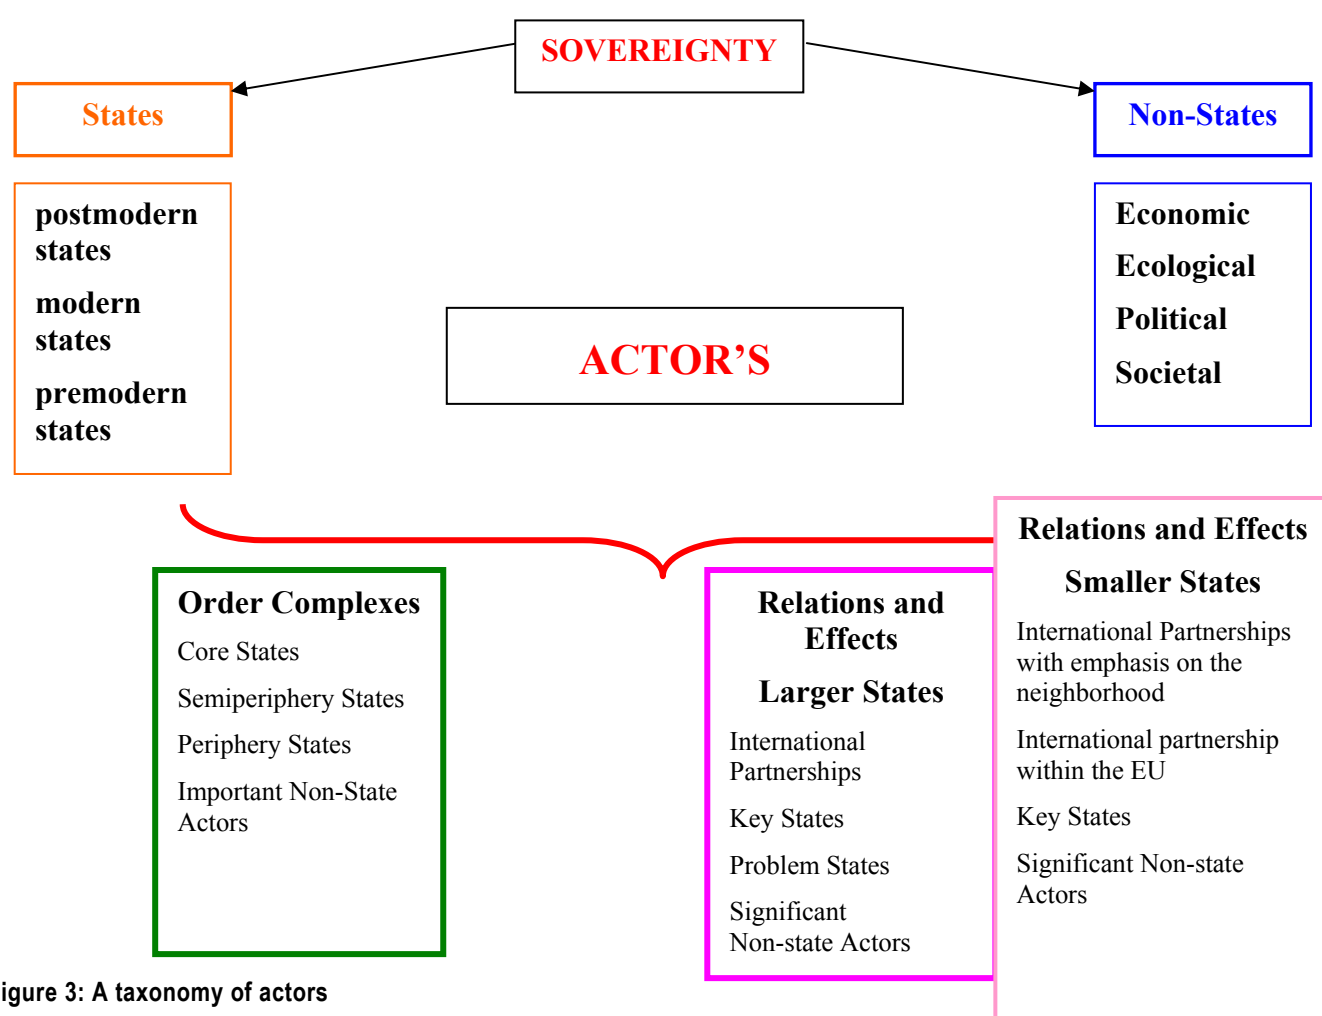 SOVEREIGNTY
States
Non-States
postmodern
states
modern
states
premodern
states
Economic
Ecological
Political
Societal
ACTOR’S
Order Complexes
Core States
Semiperiphery States
Periphery States
Important Non-State
Actors
Relations and
Effects
Larger States
International
Partnerships
Key States
Problem States
Significant
Non-state Actors
Relations and Effects
Smaller States
International Partnerships
with emphasis on the
neighborhood
International partnership
within the EU
Key States
Significant Non-state
Actors
igure 3: A taxonomy of actors